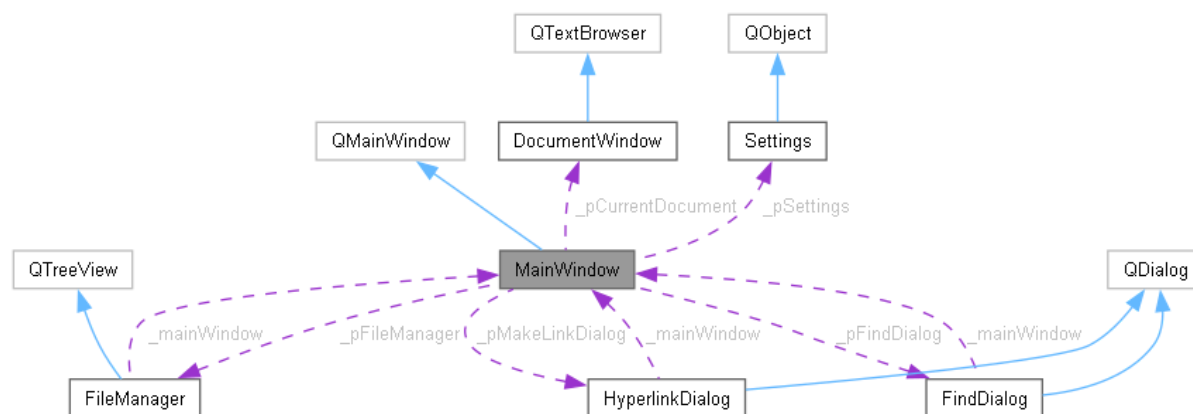 QTextBrowser
QObject
QMainWindow
DocumentWindow
Settings
_pCurrentDocument
_pSettings
QTreeView
MainWindow
QDialog
_mainWindow
_pFileManager
_pMakeLinkDialog
_mainWindow
_pFindDialog
_mainWindow
FileManager
HyperlinkDialog
FindDialog